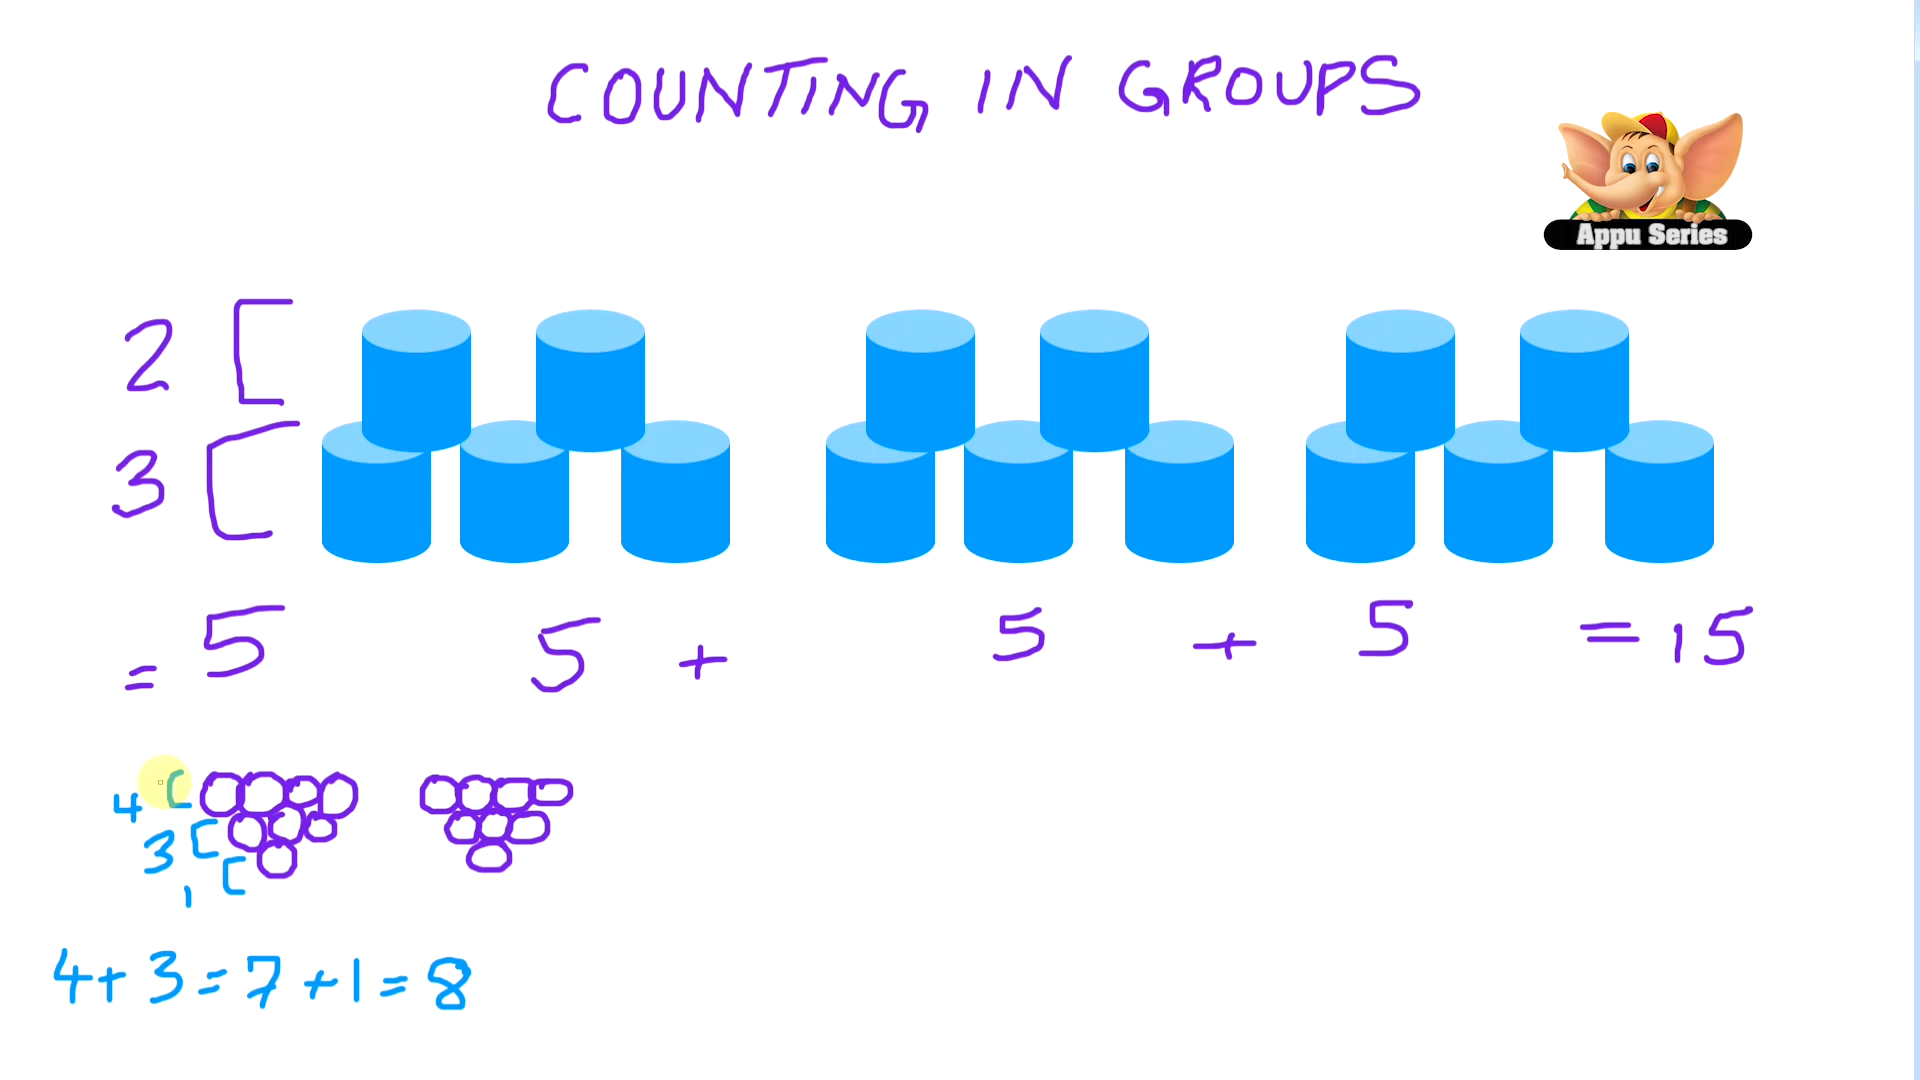 COUNTING IN GROUPS
Appu Series
2 [
3 [
= 5 5 + 5 + 5 = 15
4 [
3 [
1 [
4 + 3 = 7 + 1 = 8